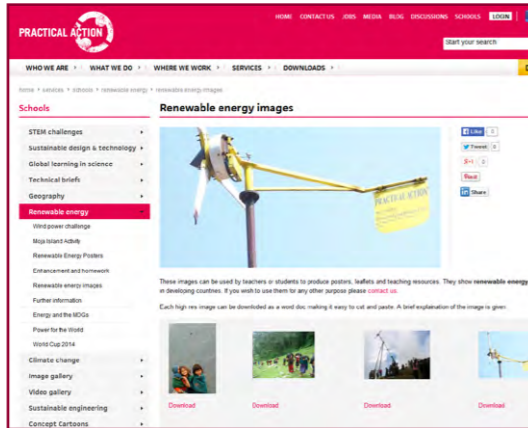 HOME CONTACT US JOBS MEDIA BLOG DISCUSSIONS SCHOOLS LOGIN
PRACTICAL ACTION
Start your search
WHO WE ARE WHAT WE DO WHERE WE WORK SERVICES DOWNLOADS
home services schools renewable energy renewable energy images
Schools
Renewable energy images
STEM challenges
Sustainable design & technology
Global learning in science
Technical briefs
Geography
Renewable energy
Wind power challenge
Moja Island Activity
Renewable Energy Posters
Enhancement and homework
Renewable energy images
Further information
Energy and the MDGs
Power for the World
World Cup 2014
Climate change
Image gallery
Video gallery
Sustainable engineering
Concept Cartoons
PRACTICAL ACTION
Like
Tweet 0
Pin it
Share
These images can be used by teachers or students to produce posters, leaflets and teaching resources. They show renewable energy
in developing countries. If you wish to use them for any other purpose please contact us.
Each high res image can be downloaded as a word doc making it easy to cut and paste. A brief explanation of the image is given.
Download Download Download Download